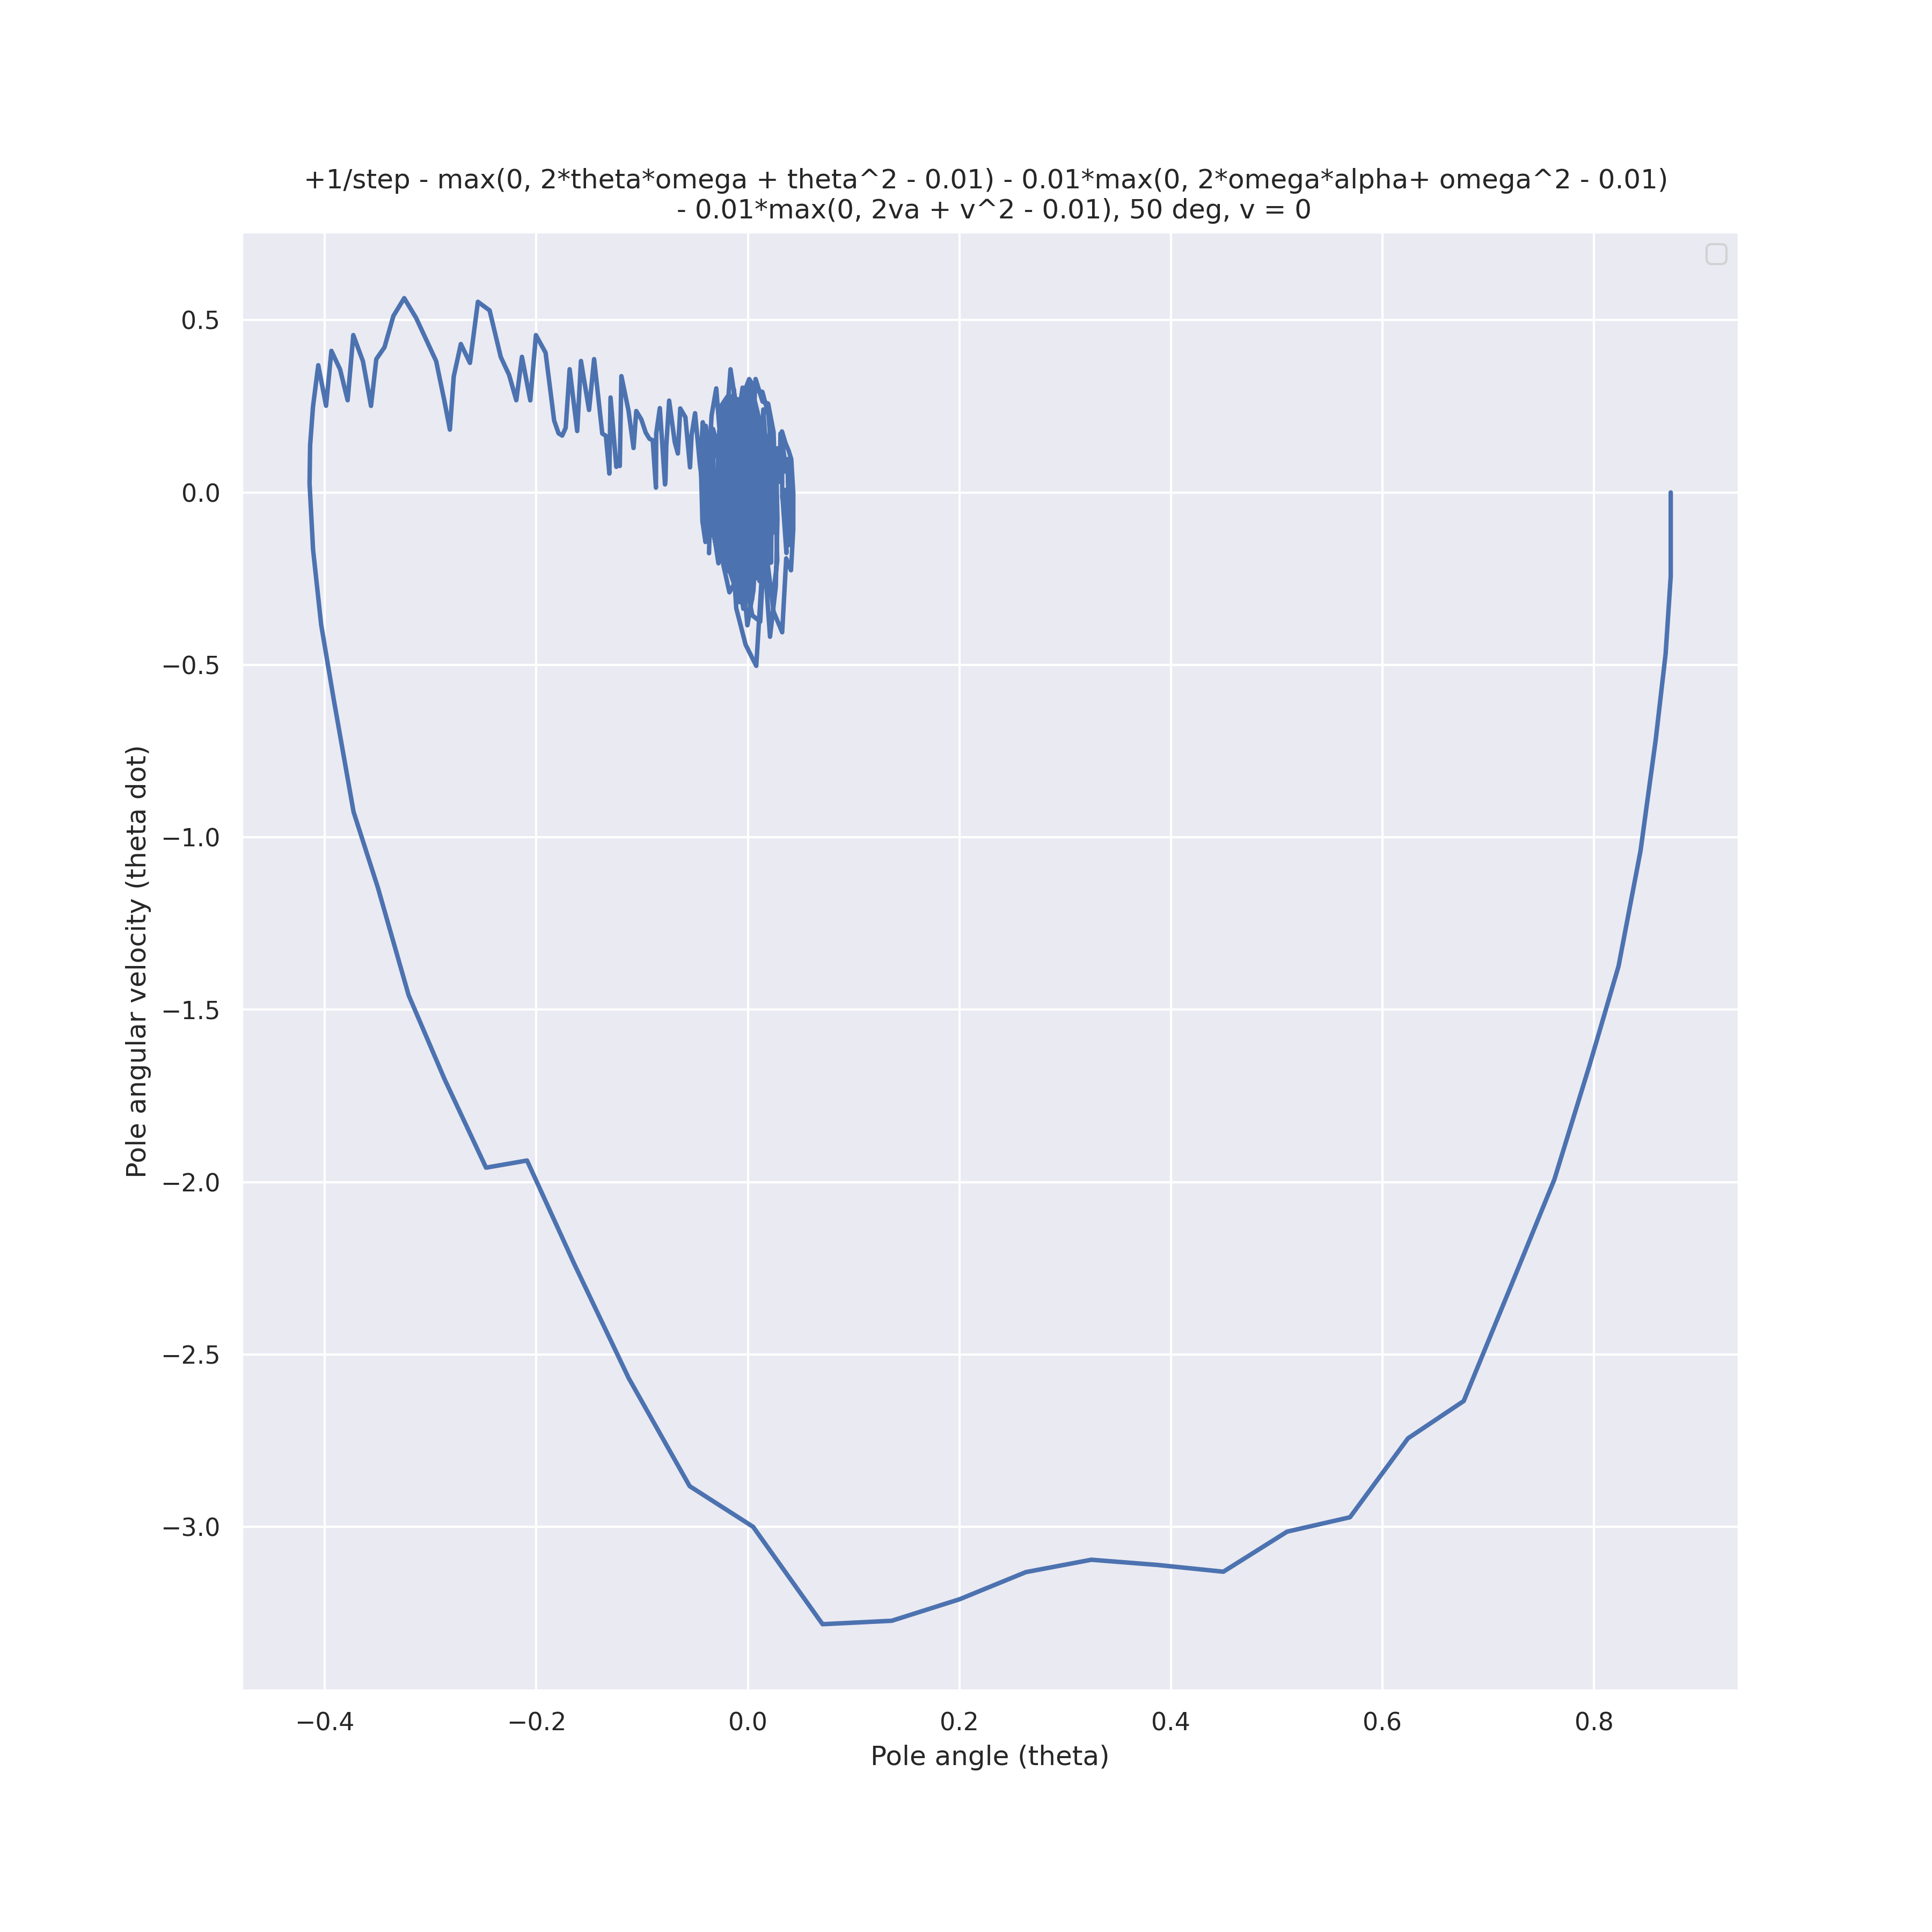 +1/step - max(0, 2*theta*omega + theta^2 - 0.01) - 0.01*max(0, 2*omega*alpha+ omega^2 - 0.01)
- 0.01*max(0, 2va + v^2 - 0.01), 50 deg, v = 0
0.5
0.0
−0.5
−1.0
−1.5
−2.0
−2.5
−3.0
Pole angular velocity (theta dot)
−0.4 −0.2 0.0 0.2 0.4 0.6 0.8
Pole angle (theta)